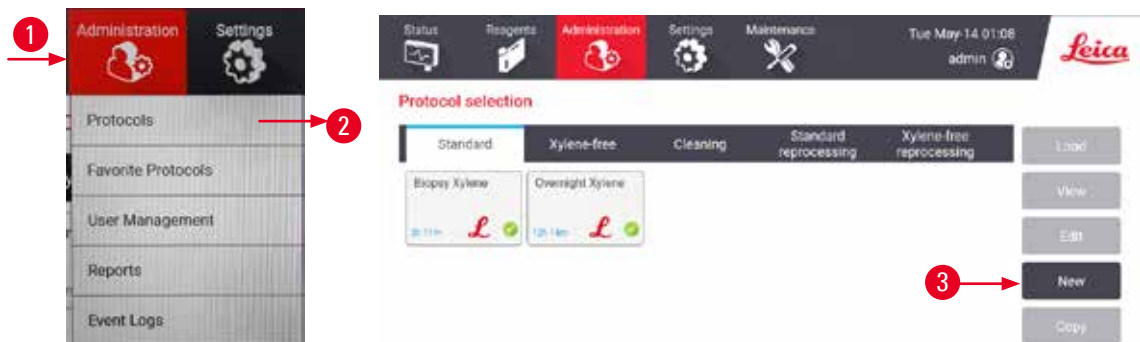 1
Administration
Settings
Protocols
2
Favorite Protocols
User Management
Reports
Event Logs
Status
Reagents
Administration
Settings
Maintenance
Tue May-14 01:08
admin
Leica
Protocol selection
Standard
Xylene-free
Cleaning
Standard
reprocessing
Xylene-free
reprocessing
Load
View
Edit
New
Copy
Biopsy Xylene
Overnight Xylene
L
L
3